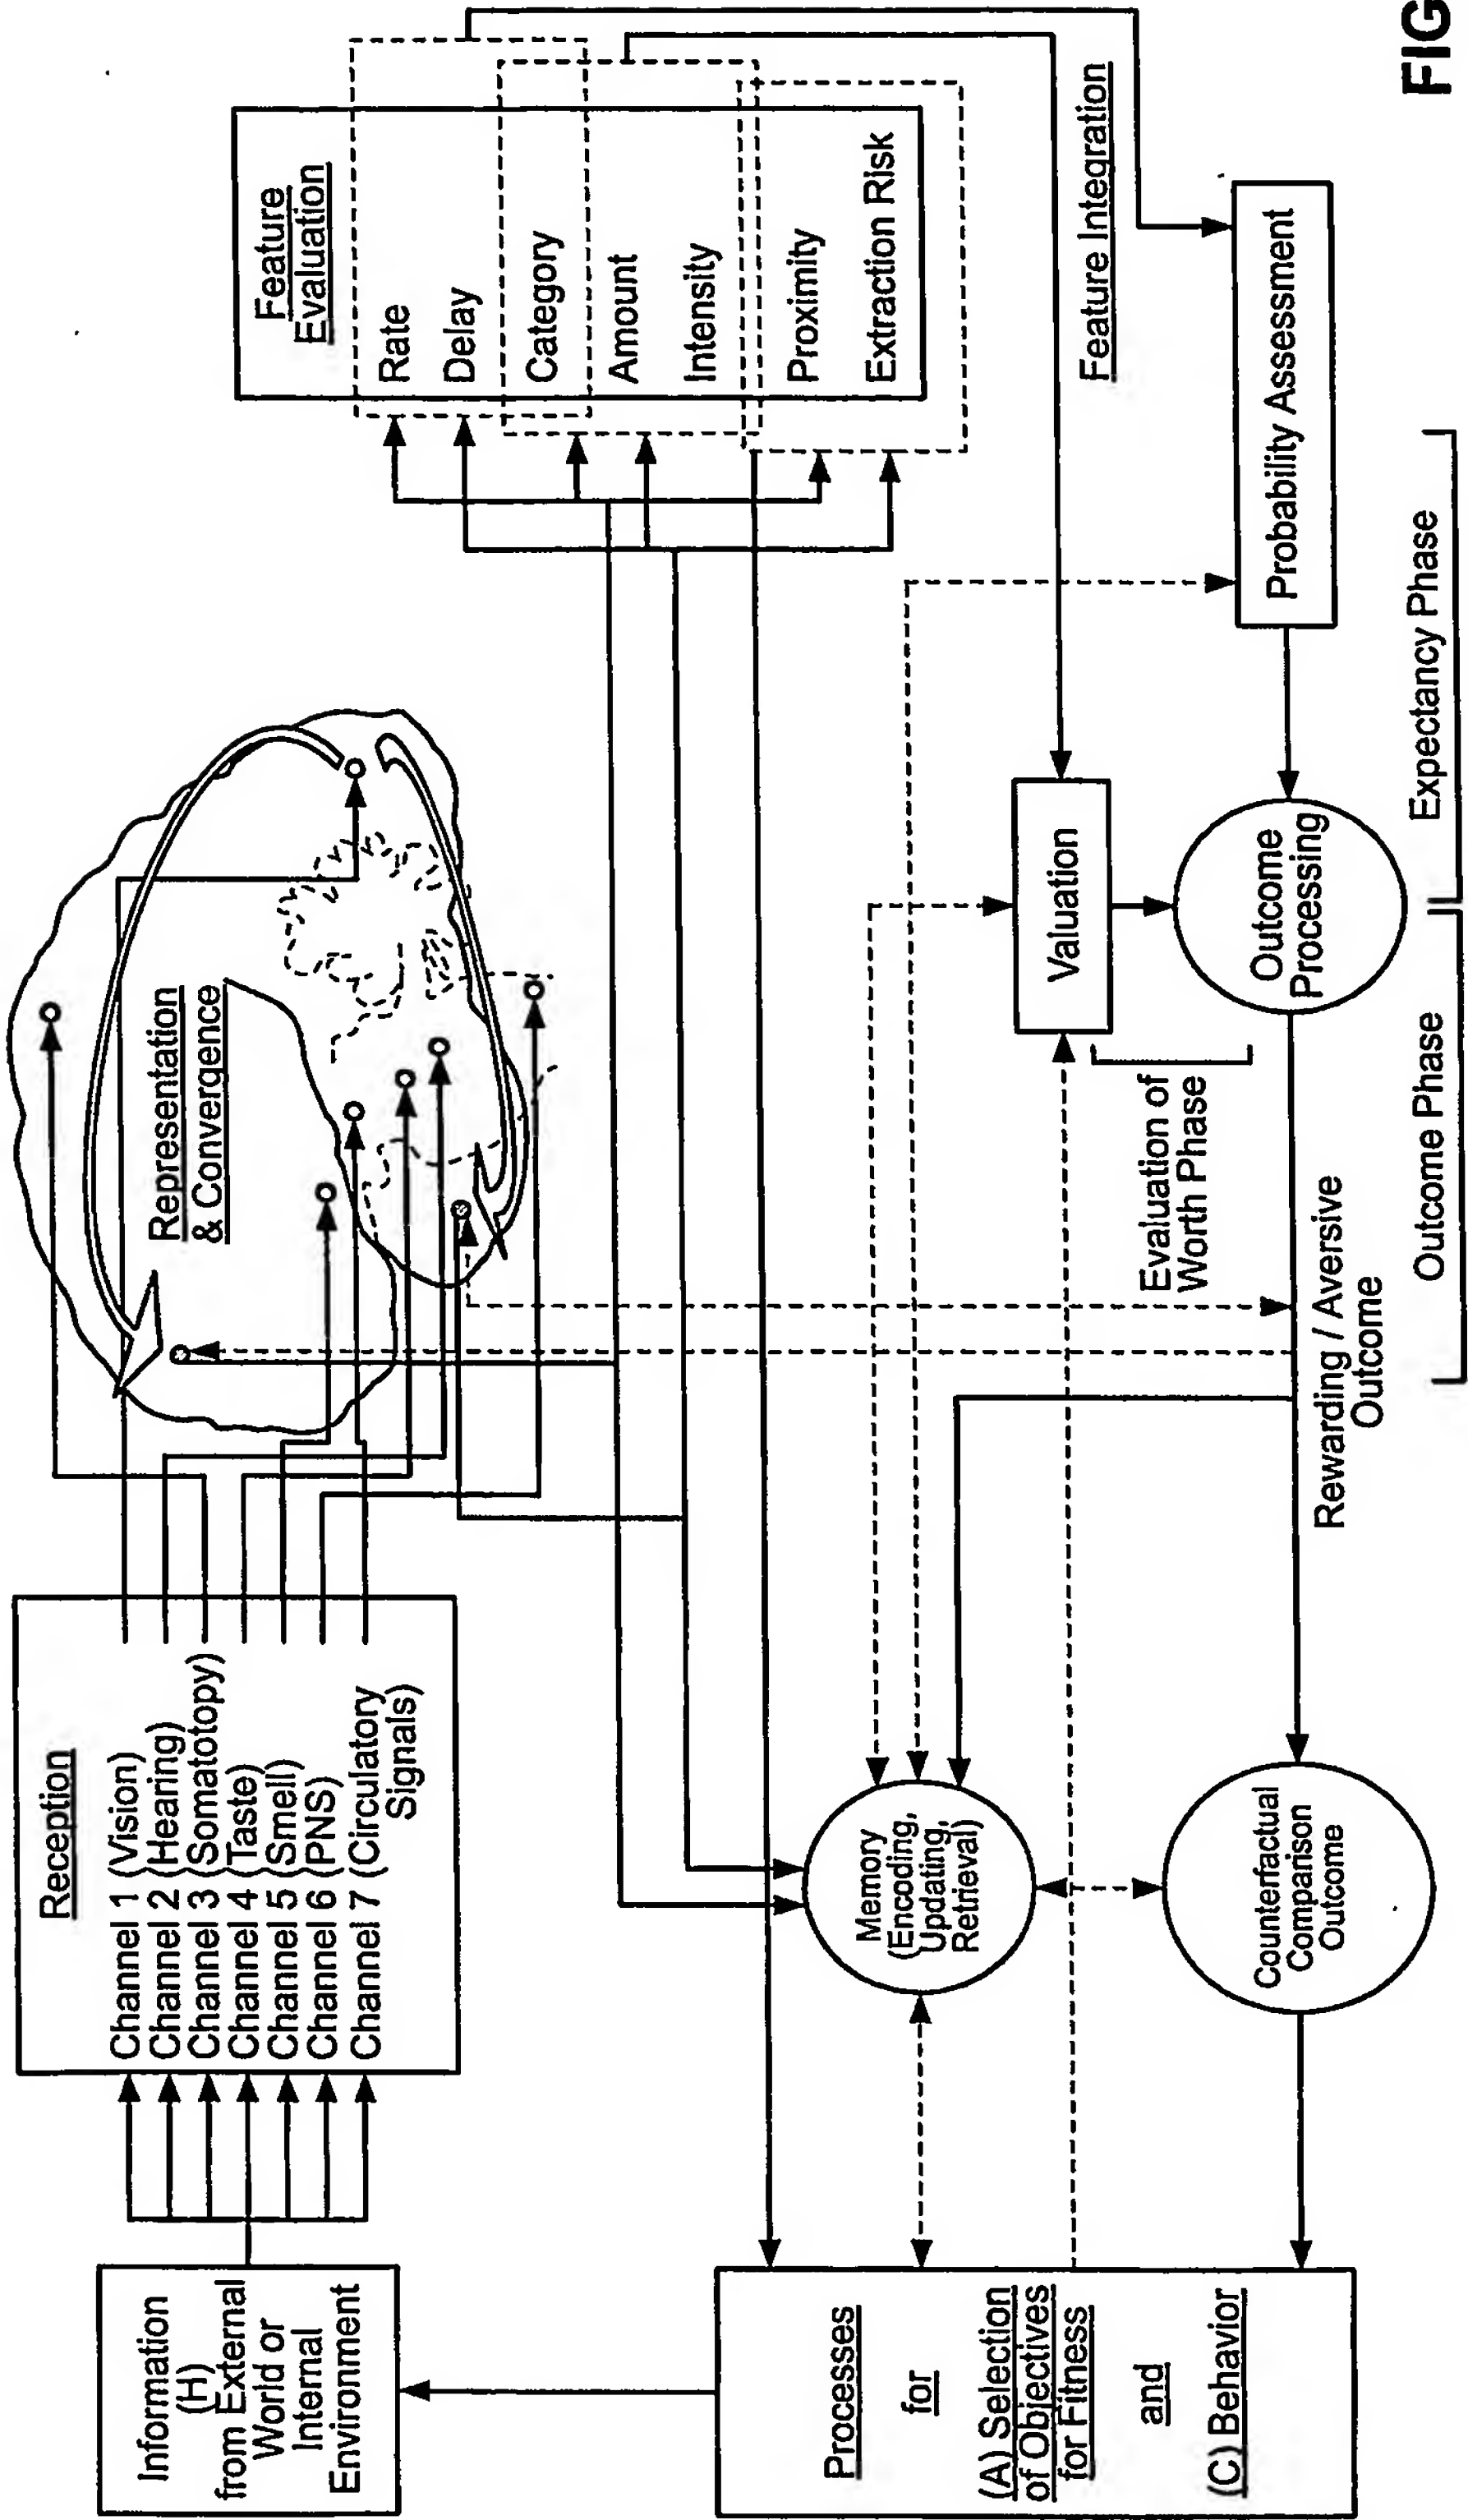 Information
(H)
from External
World or
Internal
Environment
Reception
Channel 1 (Vision)
Channel 2 (Hearing)
Channel 3 (Somatotopy)
Channel 4 (Taste)
Channel 5 (Smell)
Channel 6 (PNS)
Channel 7 (Circulatory
Signals)
Representation
& Convergence
Feature
Evaluation
Rate
Delay
Category
Amount
Intensity
Proximity
Extraction Risk
Feature Integration
Processes
for
(A) Selection
of Objectives
for Fitness
and
(C) Behavior
Memory
(Encoding,
Updating,
Retrieval)
Counterfactual
Comparison
Outcome
Evaluation of
Worth Phase
Rewarding / Aversive
Outcome
Valuation
Outcome
Processing
Probability Assessment
Outcome Phase
Expectancy Phase
FIG